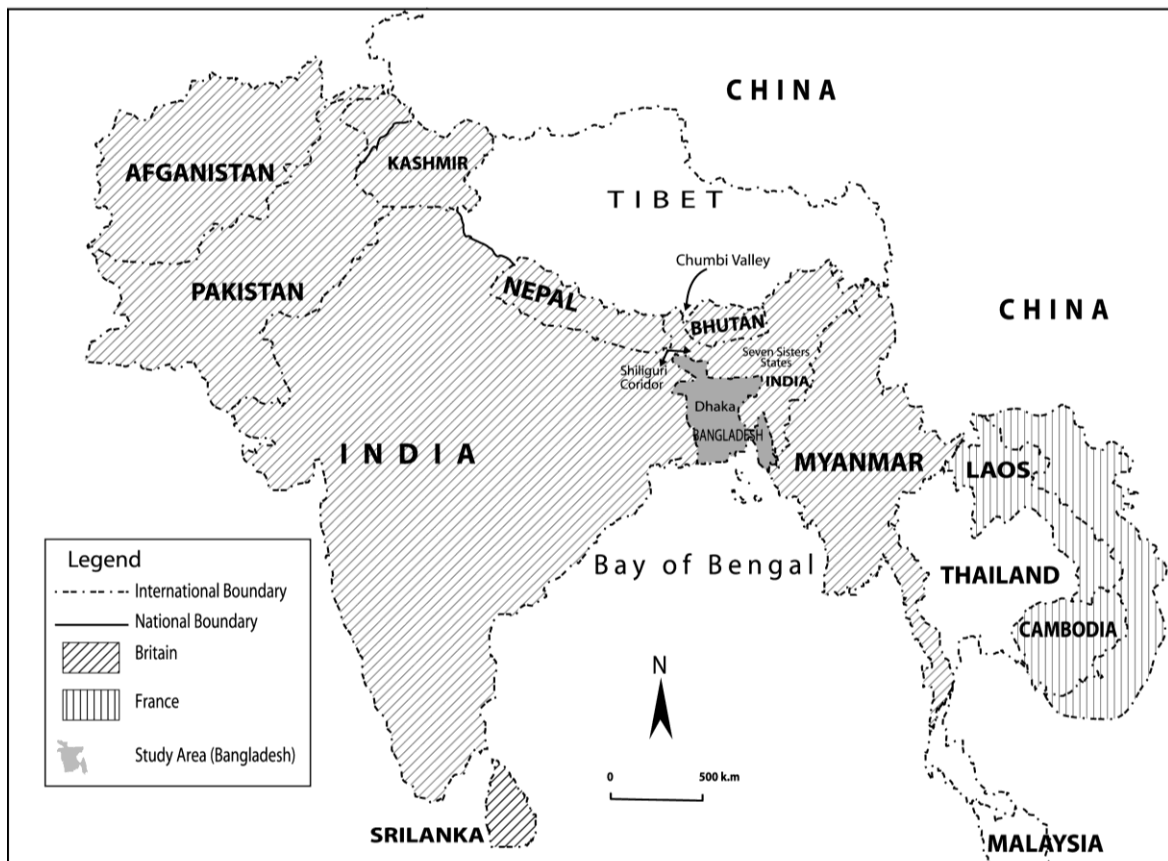 CHINA
AFGANISTAN
KASHMIR
TIBET
Chumbi Valley
PAKISTAN
NEPAL
BHUTAN
CHINA
Seven Sisters
States
Shiliguri
Coridor
INDIA
Dhaka
BANGLADESH
INDIA
MYANMAR
LAOS
Legend
International Boundary
National Boundary
Britain
France
Study Area (Bangladesh)
Bay of Bengal
THAILAND
CAMBODIA
N
0 500 k.m
SRILANKA
MALAYSIA